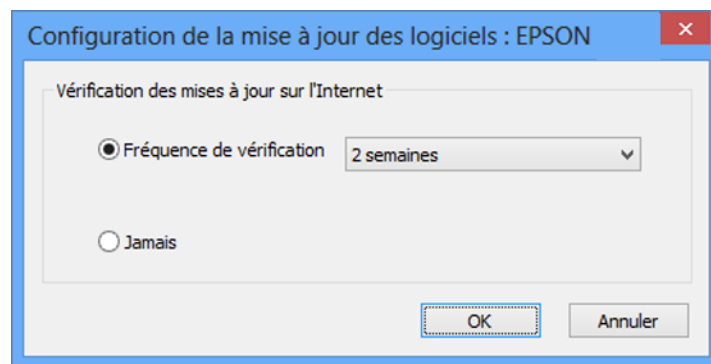 Configuration de la mise à jour des logiciels : EPSON
Vérification des mises à jour sur l'Internet
Fréquence de vérification
2 semaines
Jamais
OK
Annuler